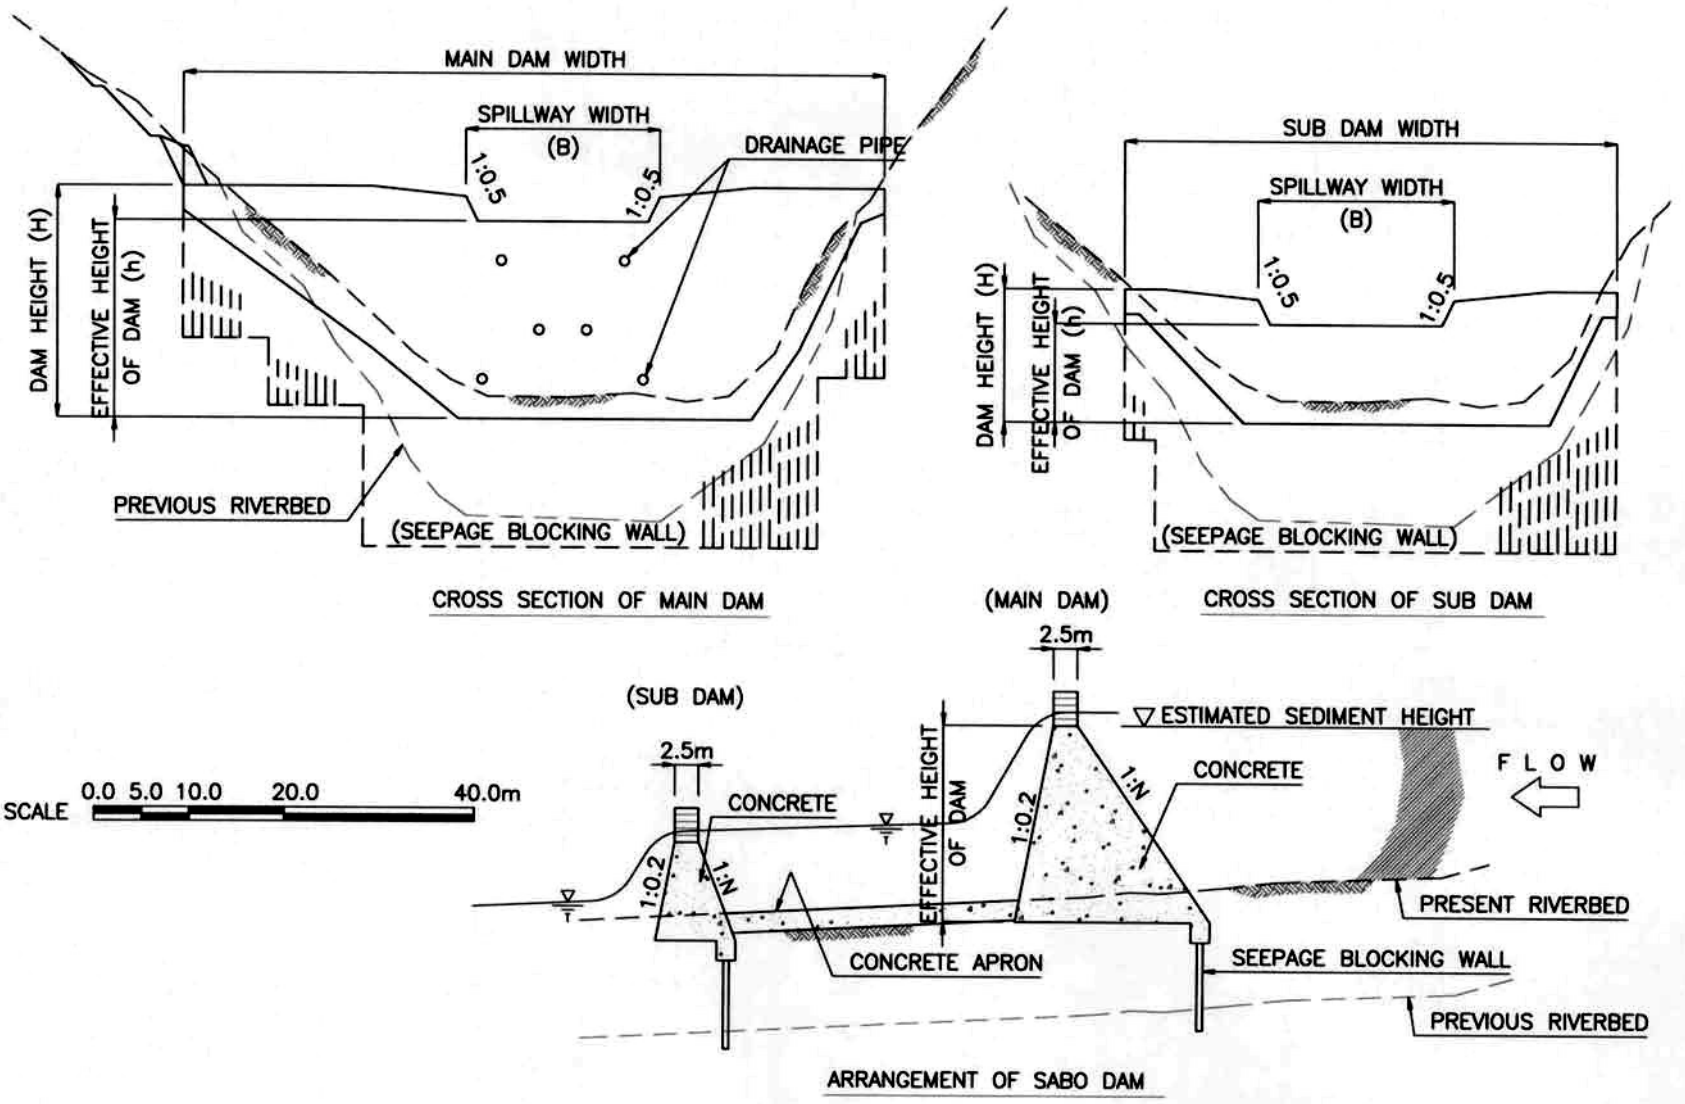 MAIN DAM WIDTH
SPILLWAY WIDTH
(B)
1:0.5
1:0.5
DRAINAGE PIPE
DAM HEIGHT (H)
EFFECTIVE HEIGHT
OF DAM (h)
PREVIOUS RIVERBED
(SEEPAGE BLOCKING WALL)
CROSS SECTION OF MAIN DAM
SUB DAM WIDTH
SPILLWAY WIDTH
(B)
1:0.5
1:0.5
DAM HEIGHT (H)
EFFECTIVE HEIGHT
OF DAM (h)
(SEEPAGE BLOCKING WALL)
CROSS SECTION OF SUB DAM
(MAIN DAM)
2.5m
(SUB DAM)
2.5m
ESTIMATED SEDIMENT HEIGHT
FLOW
CONCRETE
1:N
1:0.2
EFFECTIVE HEIGHT
OF DAM
CONCRETE
1:0.2
1:N
SCALE 0.0 5.0 10.0 20.0 40.0m
PRESENT RIVERBED
CONCRETE APRON
SEEPAGE BLOCKING WALL
PREVIOUS RIVERBED
ARRANGEMENT OF SABO DAM